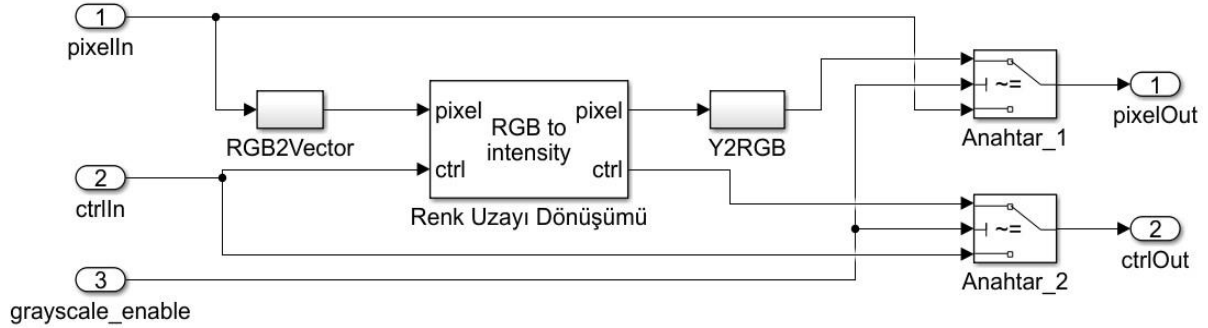 1
pixelIn
RGB2Vector
pixel
ctrl
RGB to
intensity
pixel
ctrl
Renk Uzayı Dönüşümü
Y2RGB
~=
Anahtar_1
1
pixelOut
2
ctrlIn
~=
Anahtar_2
2
ctrlOut
3
grayscale_enable